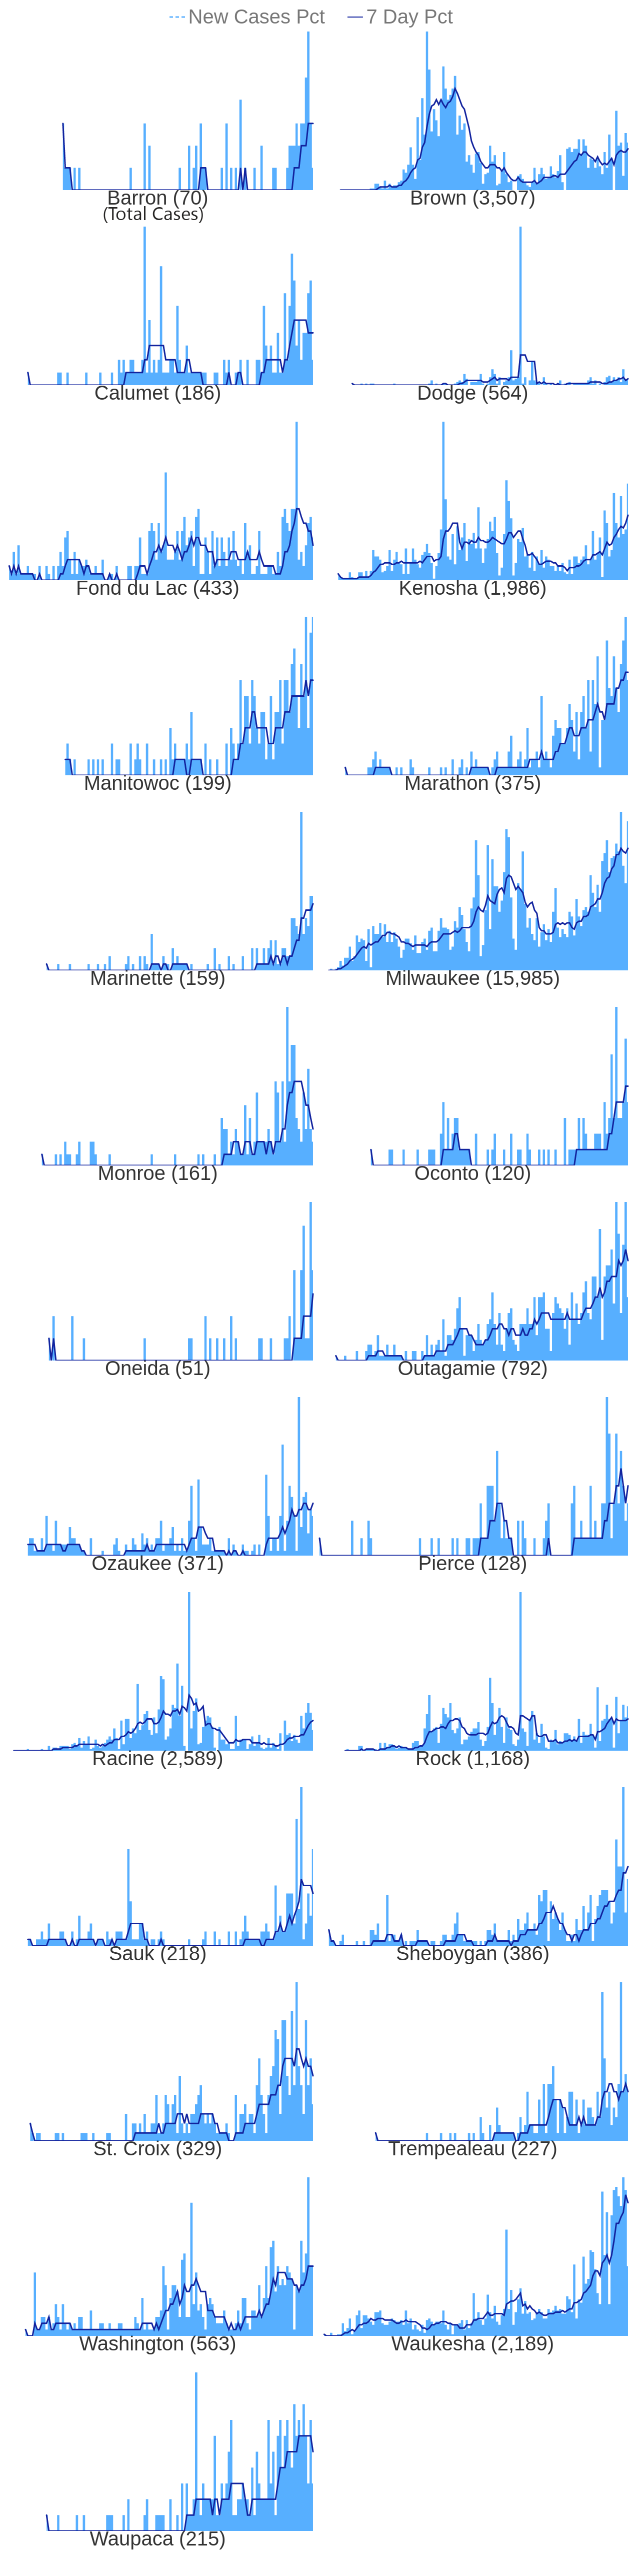 New Cases Pct 7 Day Pct
Barron (70) Brown (3,507)
(Total Cases)
Calumet (186) Dodge (564)
Fond du Lac (433) Kenosha (1,986)
Manitowoc (199) Marathon (375)
Marinette (159) Milwaukee (15,985)
Monroe (161) Oconto (120)
Oneida (51) Outagamie (792)
Ozaukee (371) Pierce (128)
Racine (2,589) Rock (1,168)
Sauk (218) Sheboygan (386)
St. Croix (329) Trempealeau (227)
Washington (563) Waukesha (2,189)
Waupaca (215)